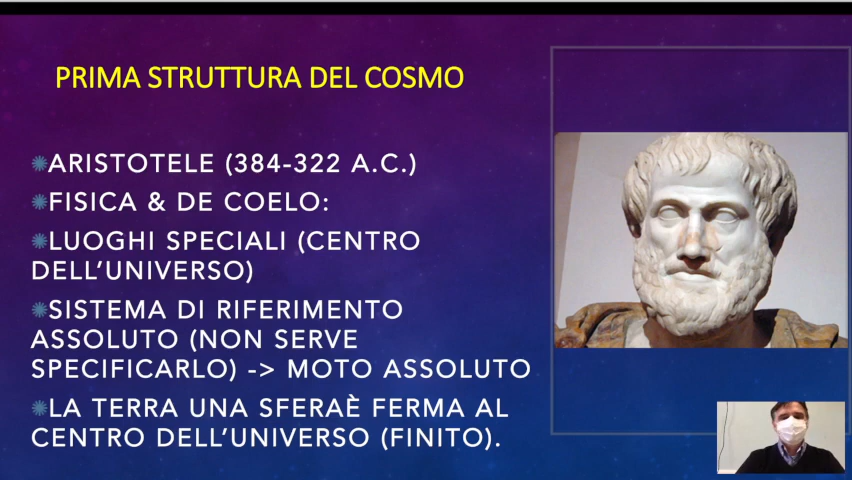 PRIMA STRUTTURA DEL COSMO
ARISTOTELE (384-322 A.C.)
FISICA & DE COELO:
LUOGHI SPECIALI (CENTRO
DELL'UNIVERSO)
SISTEMA DI RIFERIMENTO
ASSOLUTO (NON SERVE
SPECIFICARLO) -> MOTO ASSOLUTO
LA TERRA UNA SFERAÈ FERMA AL
CENTRO DELL'UNIVERSO (FINITO).